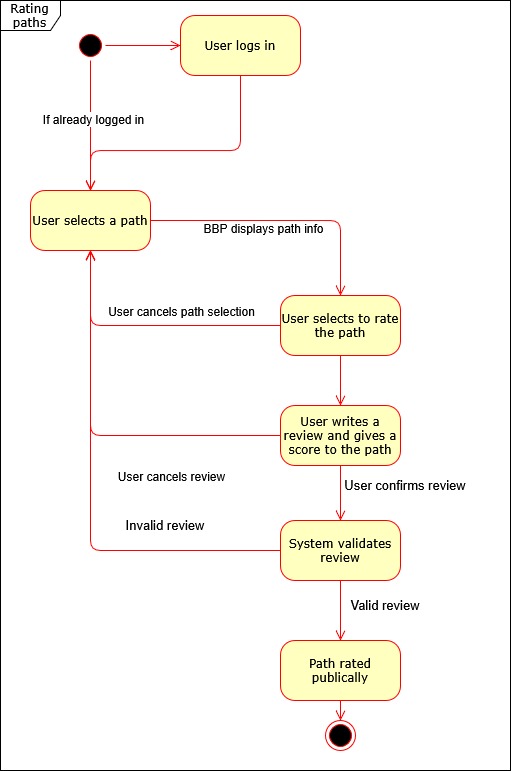 Rating
paths
User logs in
If already logged in
User selects a path
BBP displays path info
User cancels path selection
User selects to rate
the path
User writes a
review and gives a
score to the path
User cancels review
User confirms review
Invalid review
System validates
review
Valid review
Path rated
publically